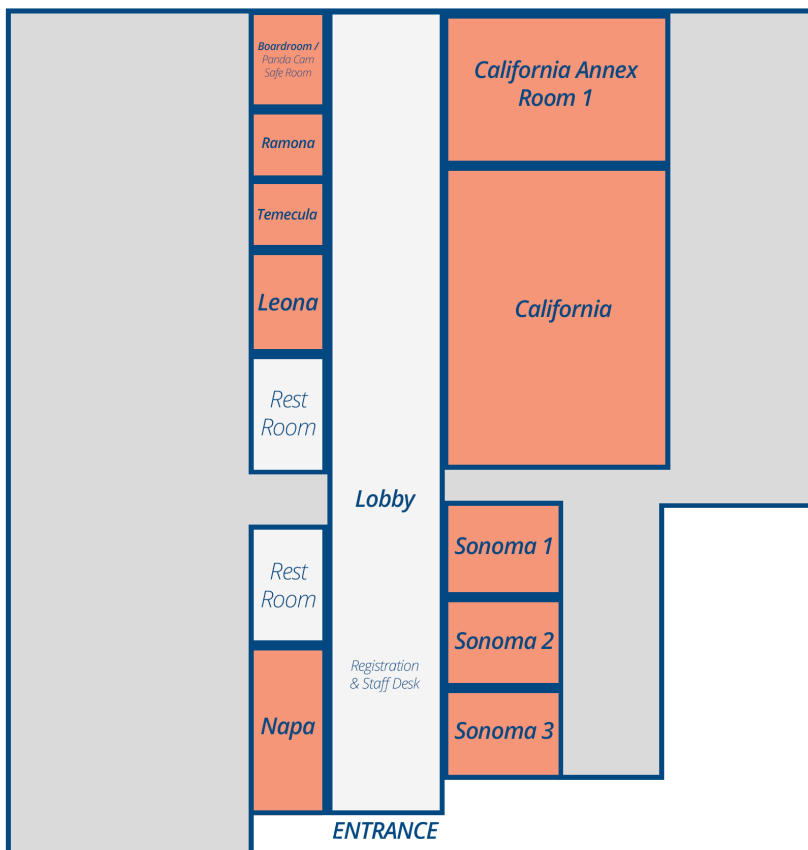 Boardroom /
Panda Cam
Safe Room
California Annex
Room 1
Ramona
Temecula
Leona
California
Rest
Room
Lobby
Sonoma 1
Rest
Room
Sonoma 2
Registration
& Staff Desk
Napa
Sonoma 3
ENTRANCE